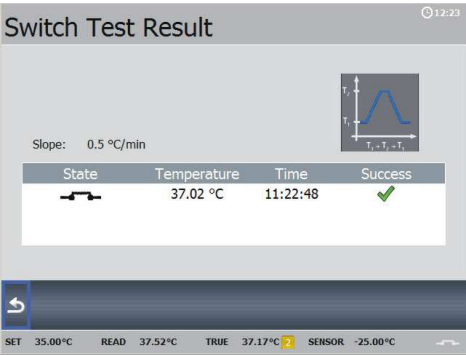 12:23
Switch Test Result
T₂
T₁
T₁ → T₂ → T₁
Slope: 0.5 °C/min
State Temperature Time Success
37.02 °C 11:22:48
SET 35.00°C READ 37.52°C TRUE 37.17°C 2 SENSOR -25.00°C